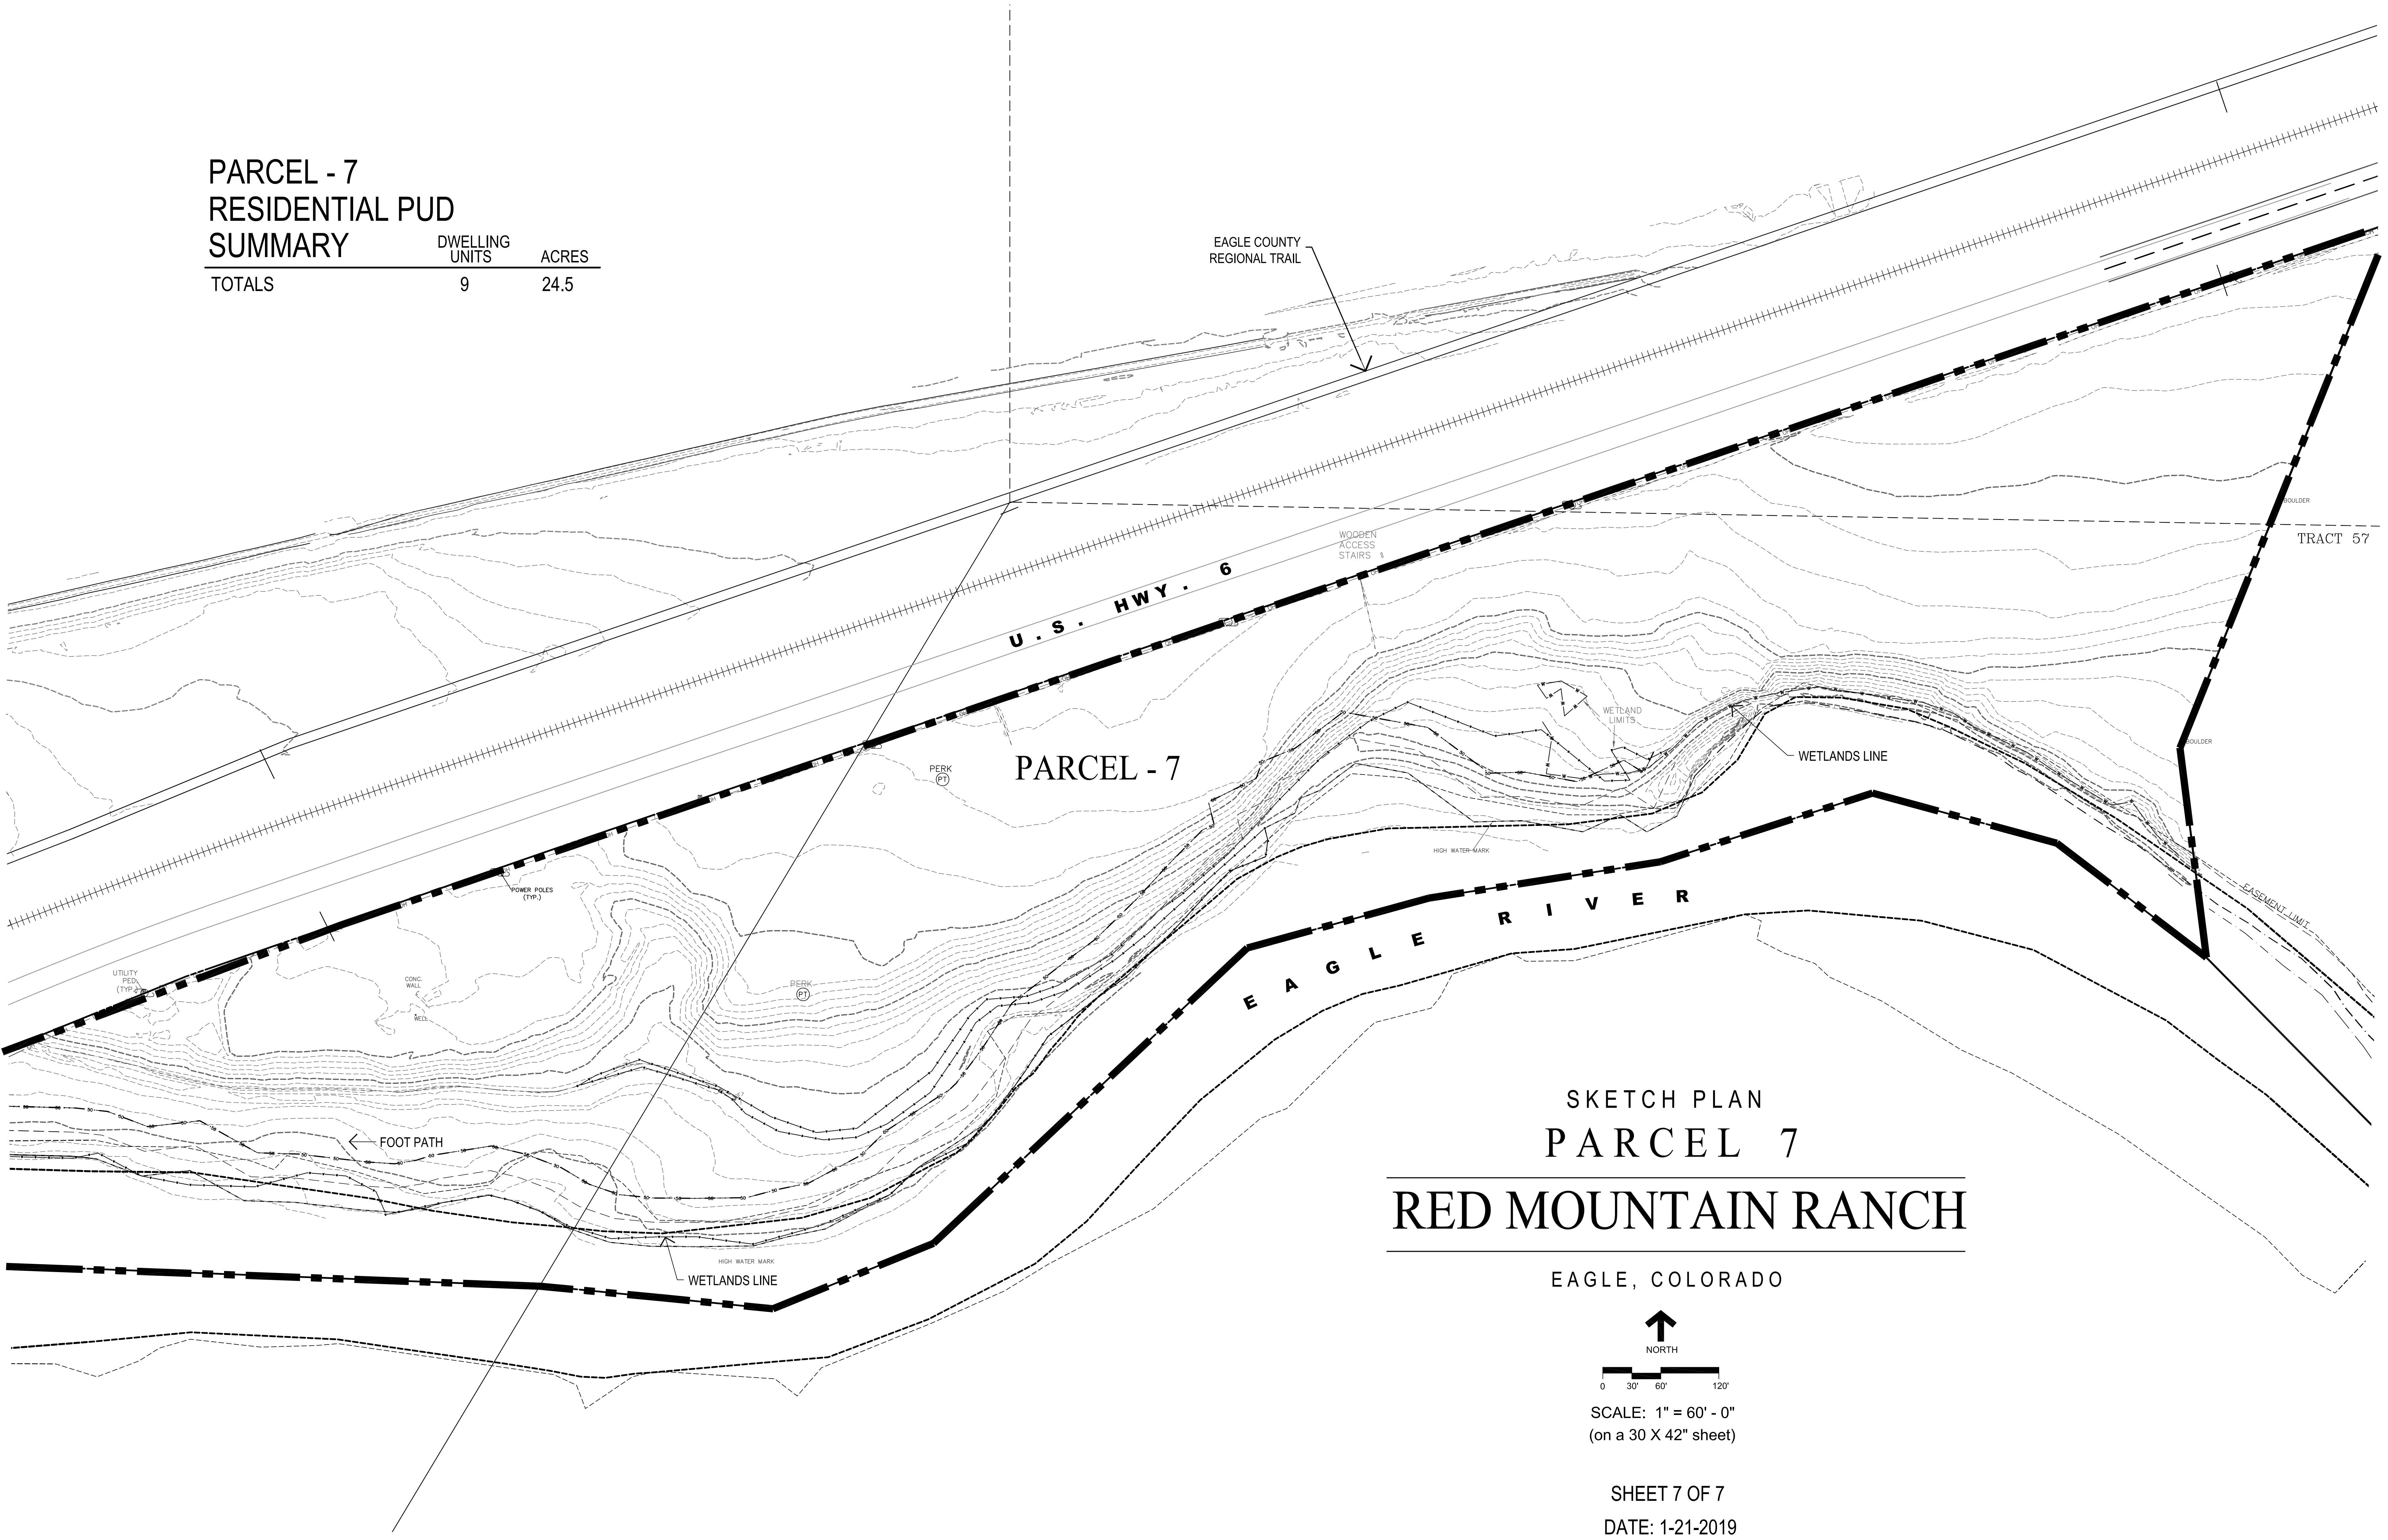 PARCEL - 7
RESIDENTIAL PUD
SUMMARY
DWELLING
UNITS
ACRES
TOTALS 9 24.5
EAGLE COUNTY
REGIONAL TRAIL
BOULDER
TRACT 57
WOODEN
ACCESS
STAIRS
U.S. HWY. 6
WETLAND
LIMITS
BOULDER
WETLANDS LINE
PERK
PT
PARCEL - 7
HIGH WATER MARK
POWER POLES
(TYP.)
EASEMENT LIMIT
EAGLE RIVER
UTILITY
PED.
(TYP.)
CONC.
WALL
WELL
PERK
PT
FOOT PATH
HIGH WATER MARK
WETLANDS LINE
SKETCH PLAN
PARCEL 7
RED MOUNTAIN RANCH
EAGLE, COLORADO
NORTH
0 30' 60' 120'
SCALE: 1" = 60' - 0"
(on a 30 X 42" sheet)
SHEET 7 OF 7
DATE: 1-21-2019